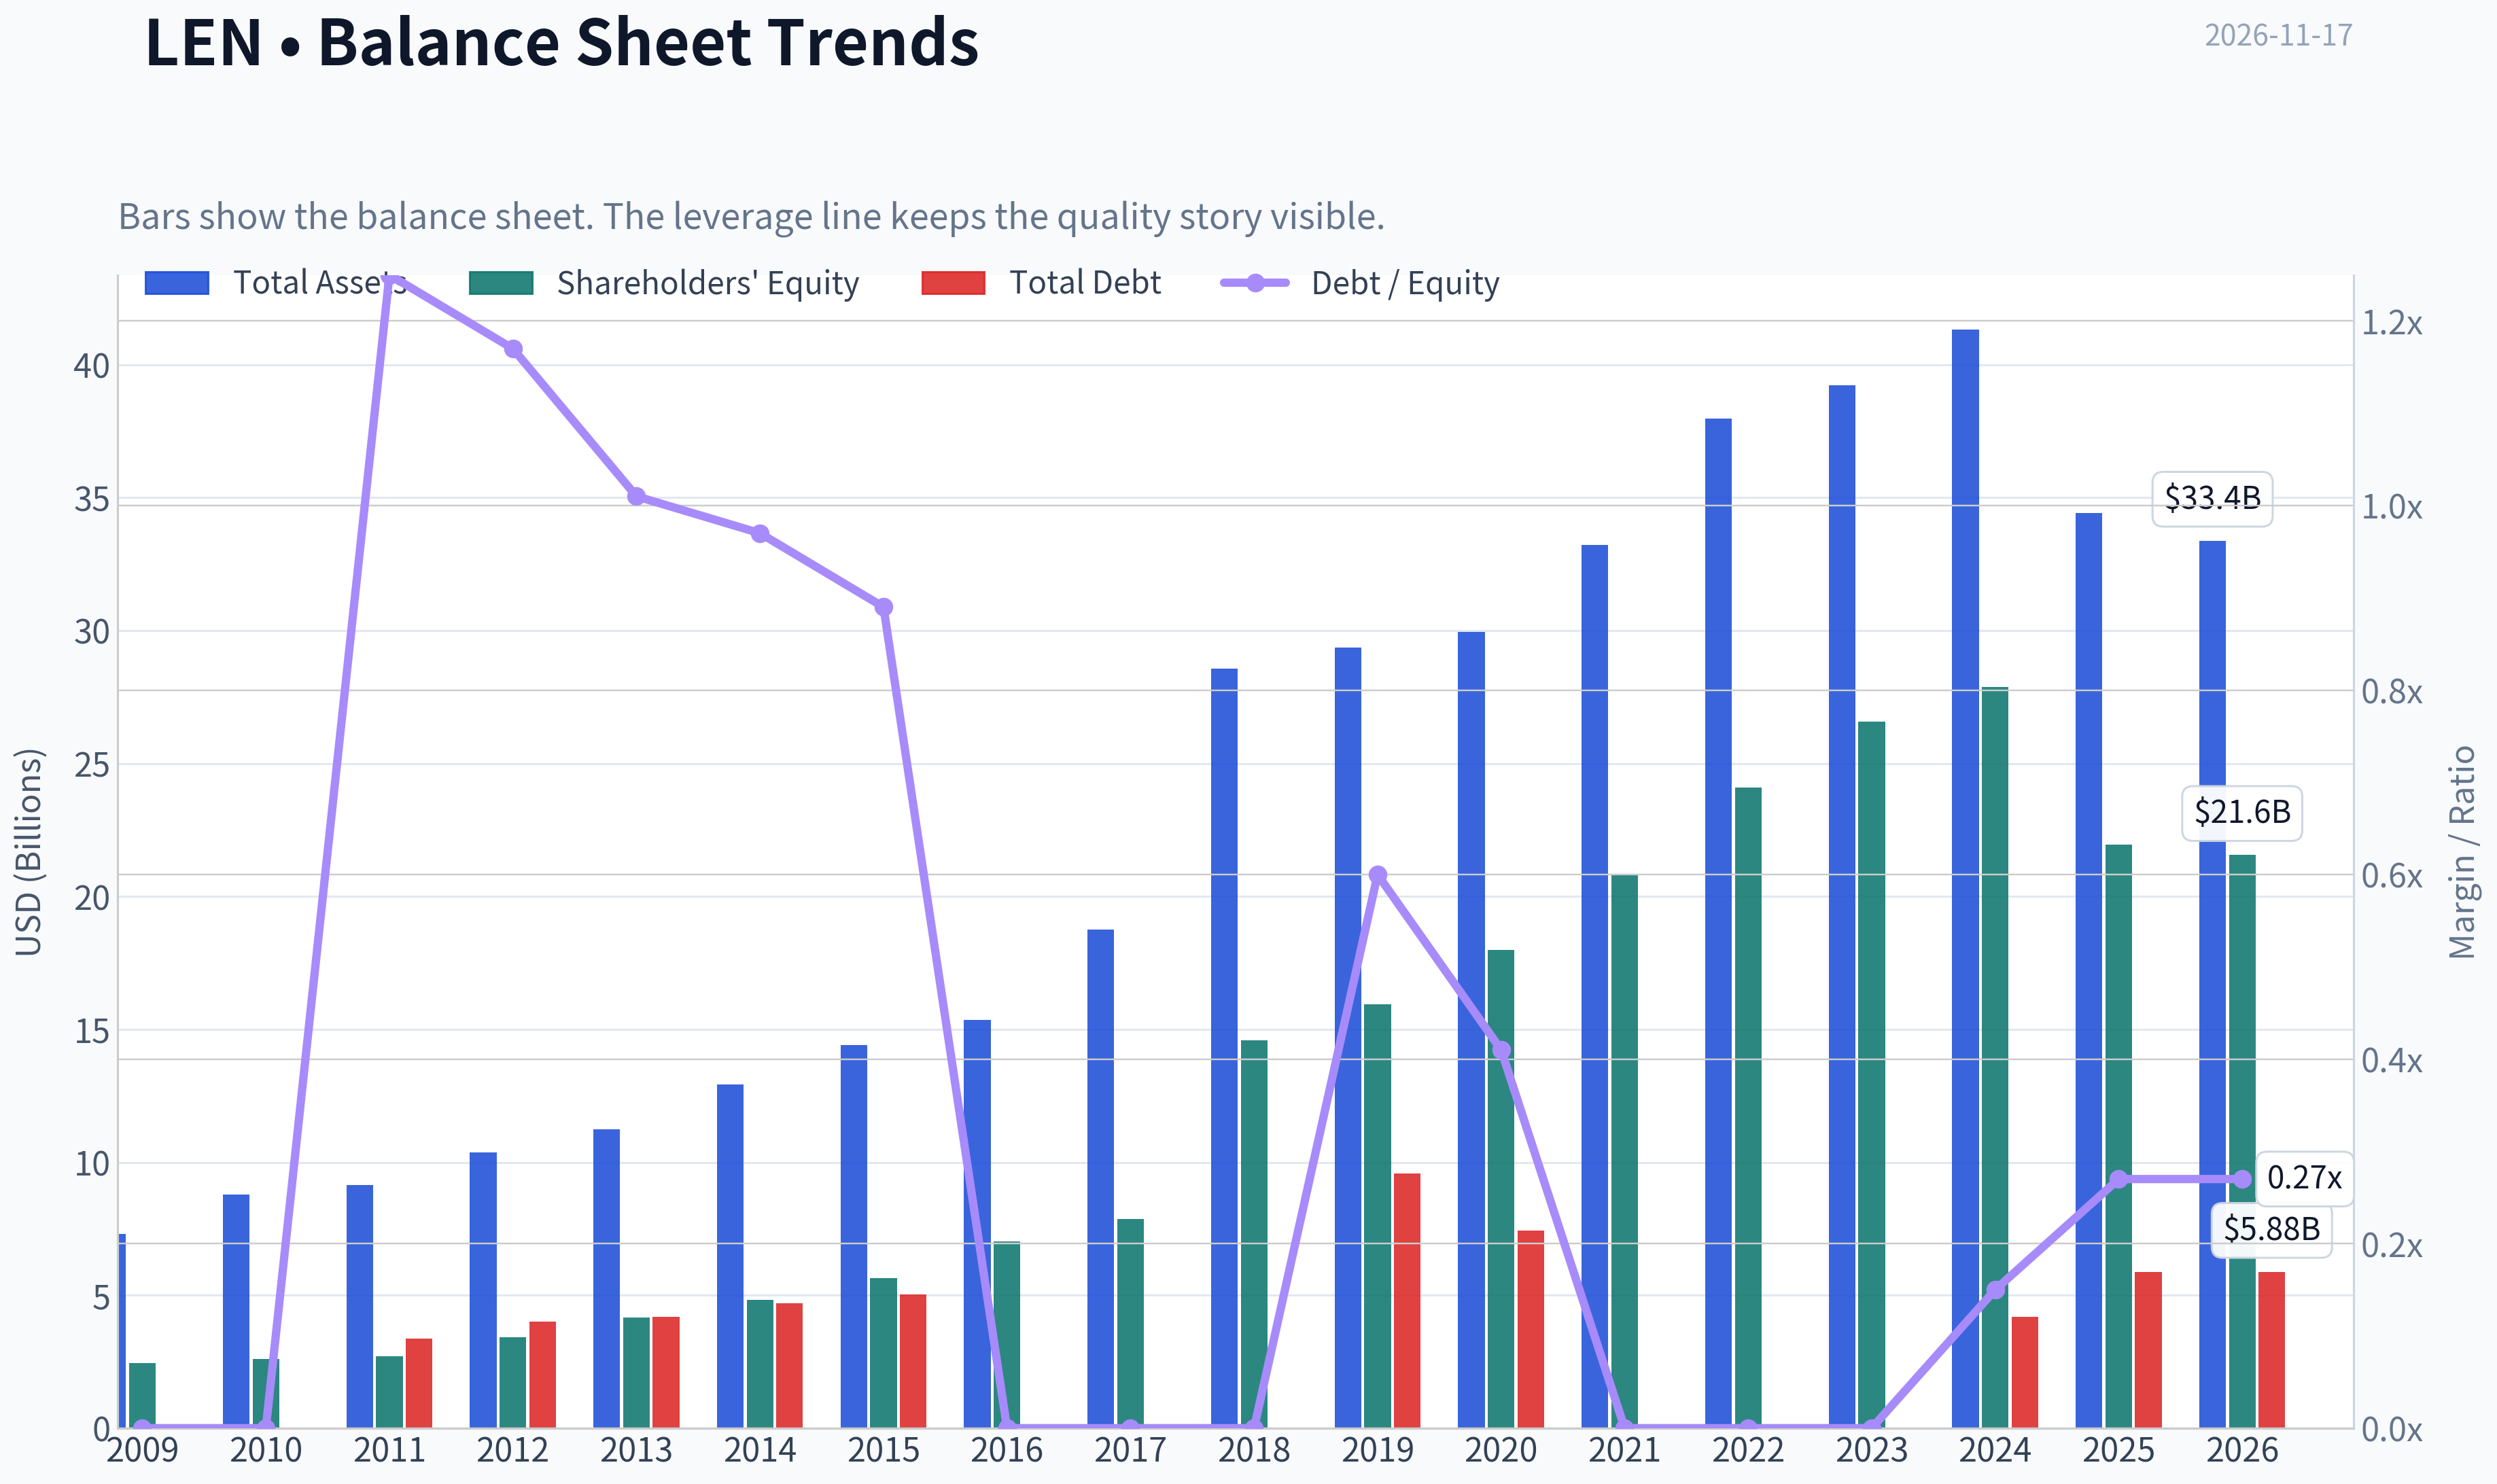 LEN • Balance Sheet Trends
2026-11-17
Bars show the balance sheet. The leverage line keeps the quality story visible.
Total Assets Shareholders' Equity Total Debt Debt / Equity
USD (Billions)
40
35
30
25
20
15
10
5
0
1.2x
1.0x
0.8x
0.6x
0.4x
0.2x
0.0x
Margin / Ratio
$33.4B
$21.6B
0.27x
$5.88B
2009 2010 2011 2012 2013 2014 2015 2016 2017 2018 2019 2020 2021 2022 2023 2024 2025 2026